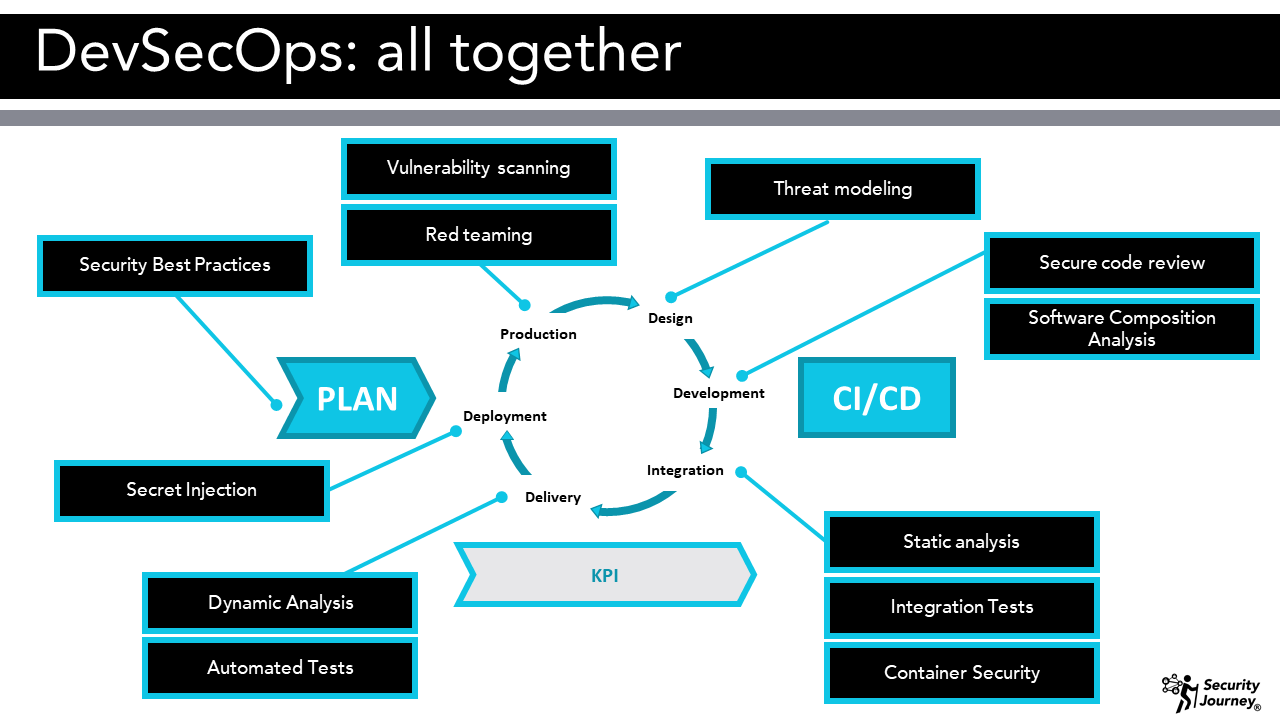 DevSecOps: all together
Vulnerability scanning
Red teaming
Threat modeling
Security Best Practices
Secure code review
Software Composition
Analysis
Production
Design
PLAN
Development
CI/CD
Deployment
Integration
Secret Injection
Delivery
Static analysis
KPI
Dynamic Analysis
Integration Tests
Automated Tests
Container Security
Security
Journey®